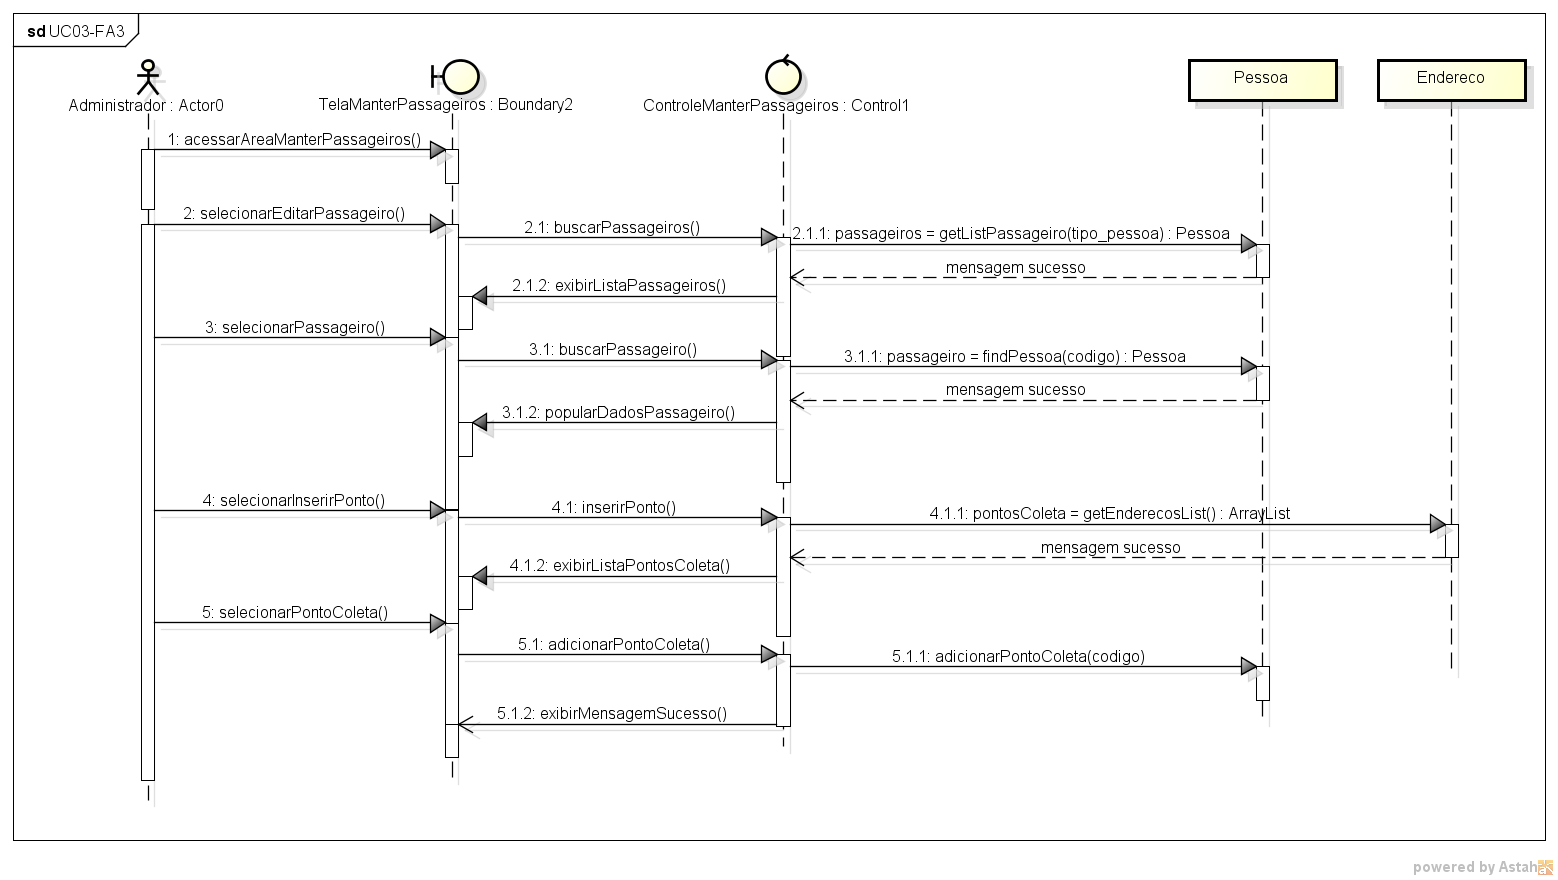 sd UC03-FA3
Administrador : Actor0
TelaManterPassageiros : Boundary2
ControleManterPassageiros : Control1
Pessoa
Endereco
1: acessarAreaManterPassageiros()
2: selecionarEditarPassageiro()
2.1: buscarPassageiros()
2.1.1: passageiros = getListPassageiro(tipo_pessoa) : Pessoa
mensagem sucesso
2.1.2: exibirListaPassageiros()
3: selecionarPassageiro()
3.1: buscarPassageiro()
3.1.1: passageiro = findPessoa(codigo) : Pessoa
mensagem sucesso
3.1.2: popularDadosPassageiro()
4: selecionarInserirPonto()
4.1: inserirPonto()
4.1.1: pontosColeta = getEnderecosList() : ArrayList
mensagem sucesso
4.1.2: exibirListaPontosColeta()
5: selecionarPontoColeta()
5.1: adicionarPontoColeta()
5.1.1: adicionarPontoColeta(codigo)
5.1.2: exibirMensagemSucesso()
powered by Astah